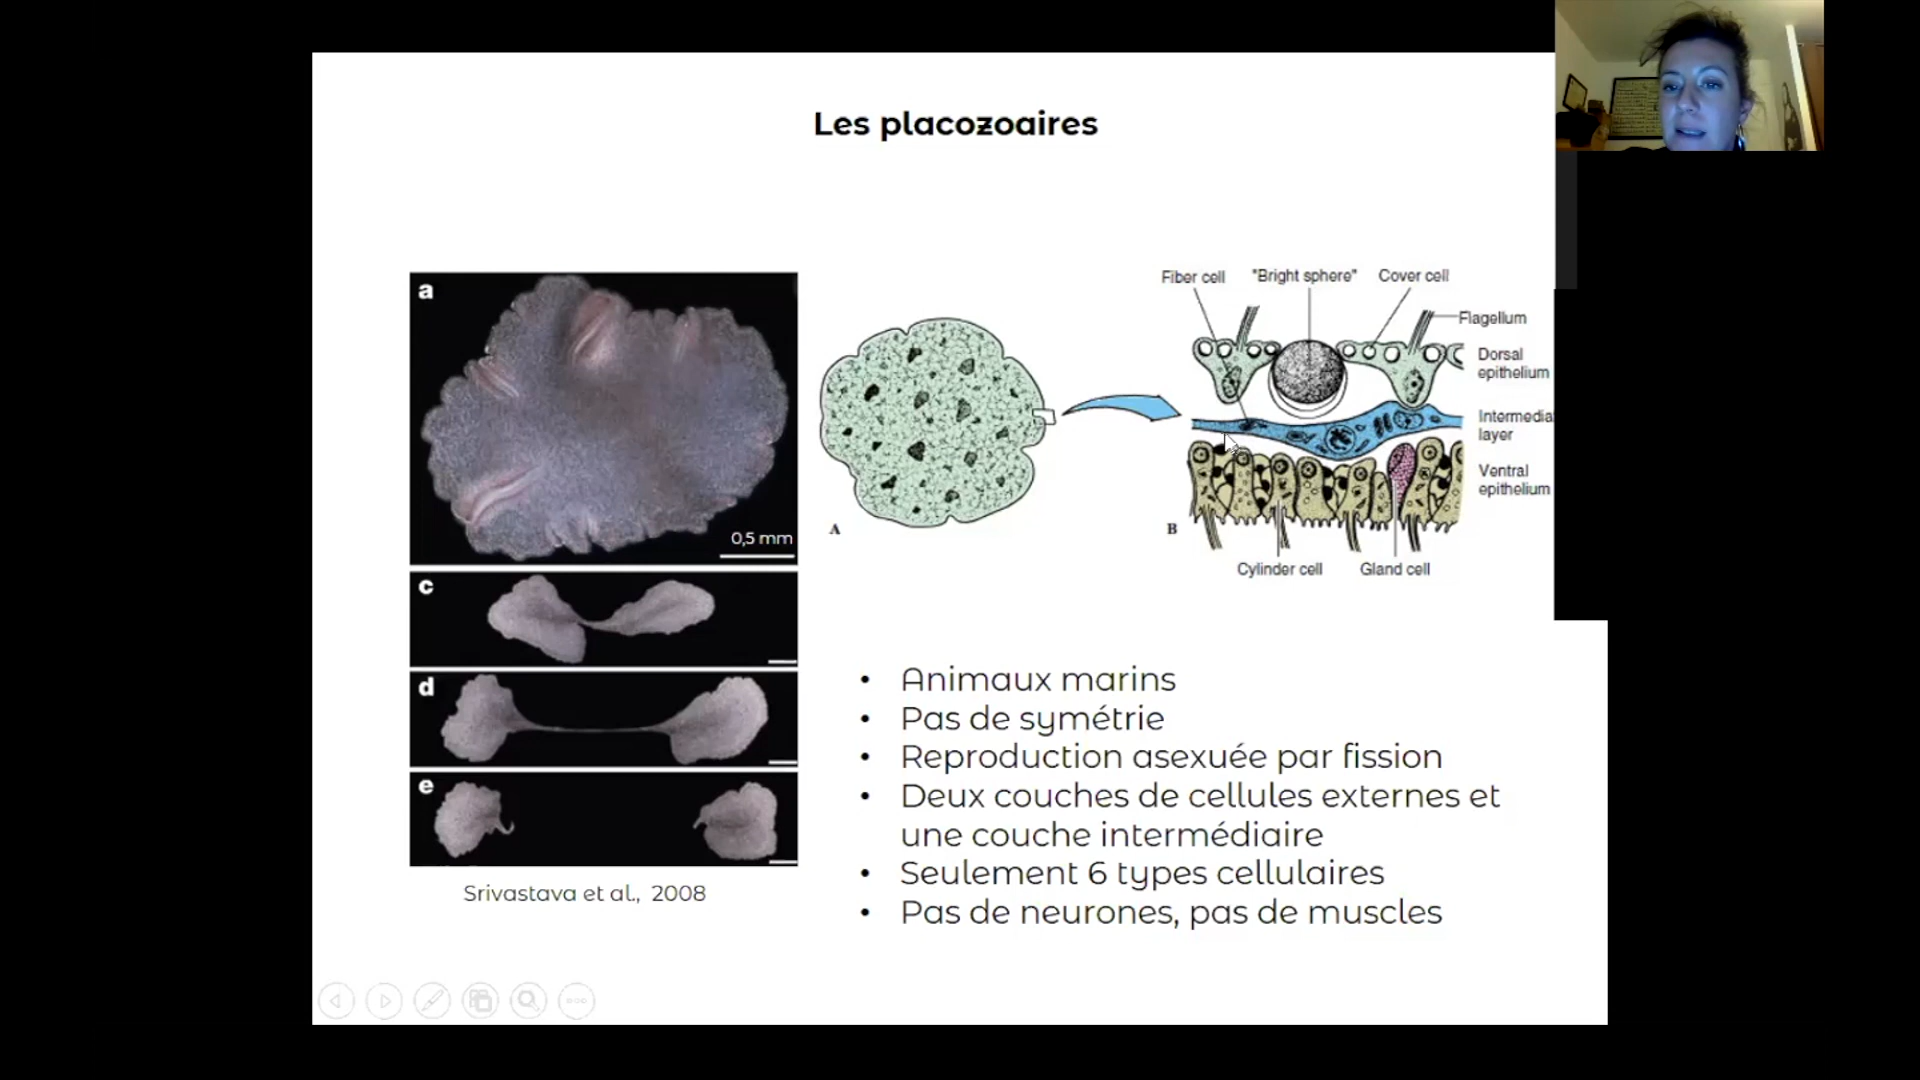 Les placozoaires
a
0,5 mm
c
d
e
Srivastava et al., 2008
A
Fiber cell
"Bright sphere"
Cover cell
Flagellum
Dorsal
epithelium
Intermedia
layer
Ventral
epithelium
B
Cylinder cell
Gland cell
• Animaux marins
• Pas de symétrie
• Reproduction asexuée par fission
• Deux couches de cellules externes et
une couche intermédiaire
• Seulement 6 types cellulaires
• Pas de neurones, pas de muscles